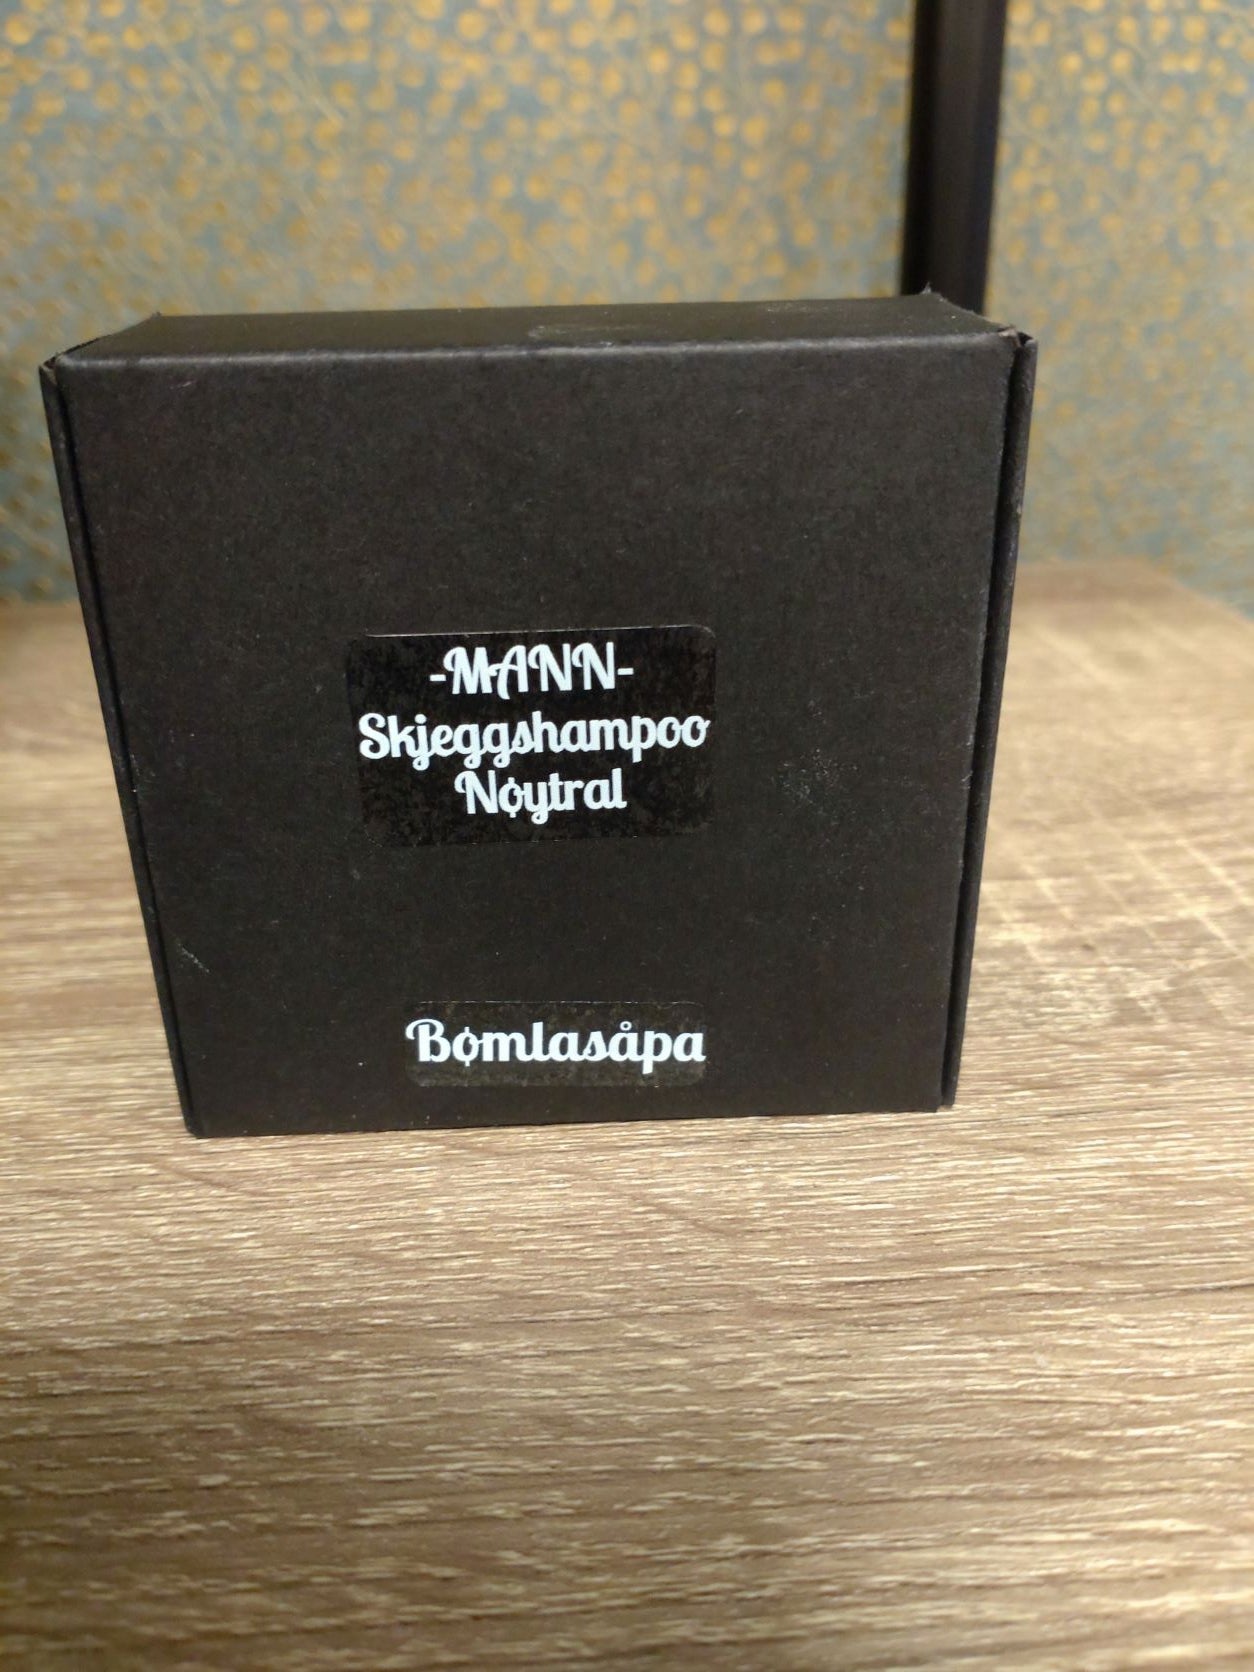 -MANN-
Skjeggshampoo
Nøytral
Bømlasåpa